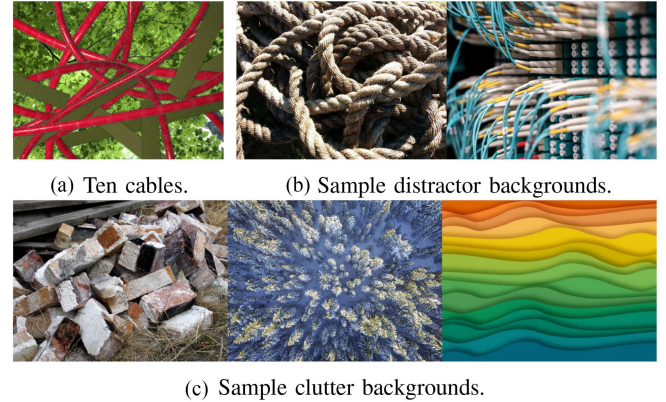 (a) Ten cables.
(b) Sample distractor backgrounds.
(c) Sample clutter backgrounds.